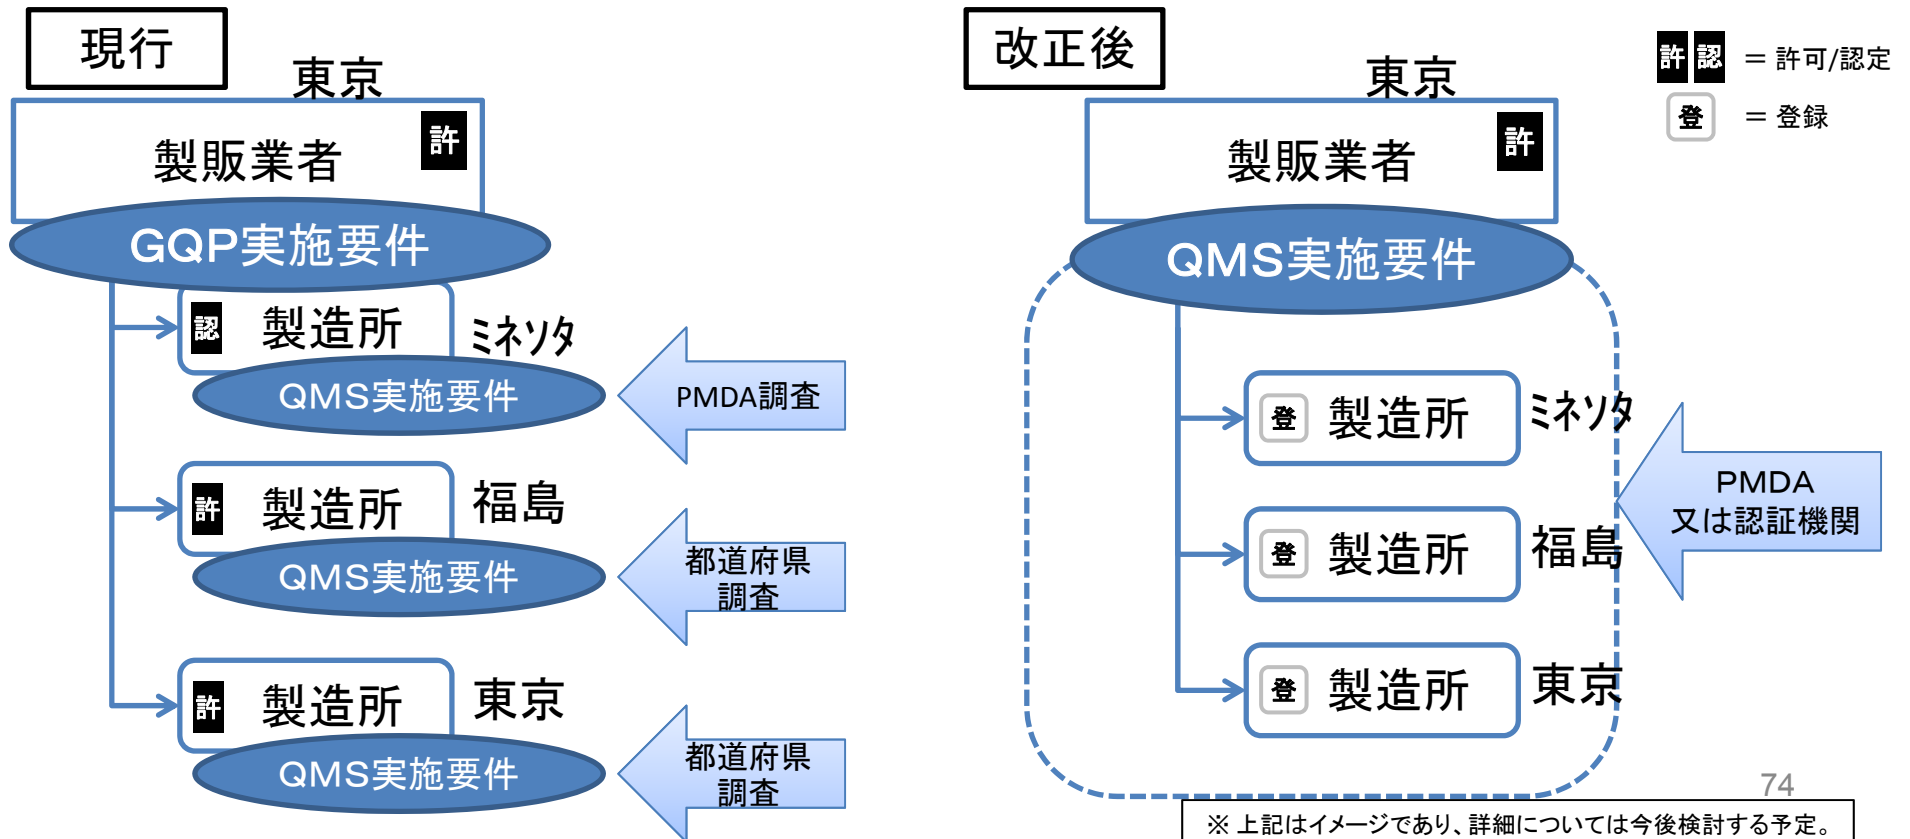 現行
東京
製販業者
許
GQP実施要件
認
製造所
ミネソタ
QMS実施要件
PMDA調査
許
製造所
福島
QMS実施要件
都道府県
調査
許
製造所
東京
QMS実施要件
都道府県
調査
改正後
東京
製販業者
許
QMS実施要件
登
製造所
ミネソタ
登
製造所
福島
登
製造所
東京
PMDA
又は認証機関
許 認 = 許可/認定
登 = 登録
74
※ 上記はイメージであり、詳細については今後検討する予定。